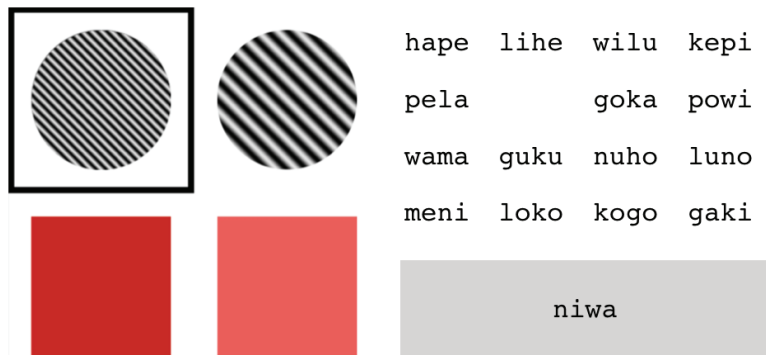 hape lihe wilu kepi
pela goka powi
wama guku nuho luno
meni loko kogo gaki
niwa